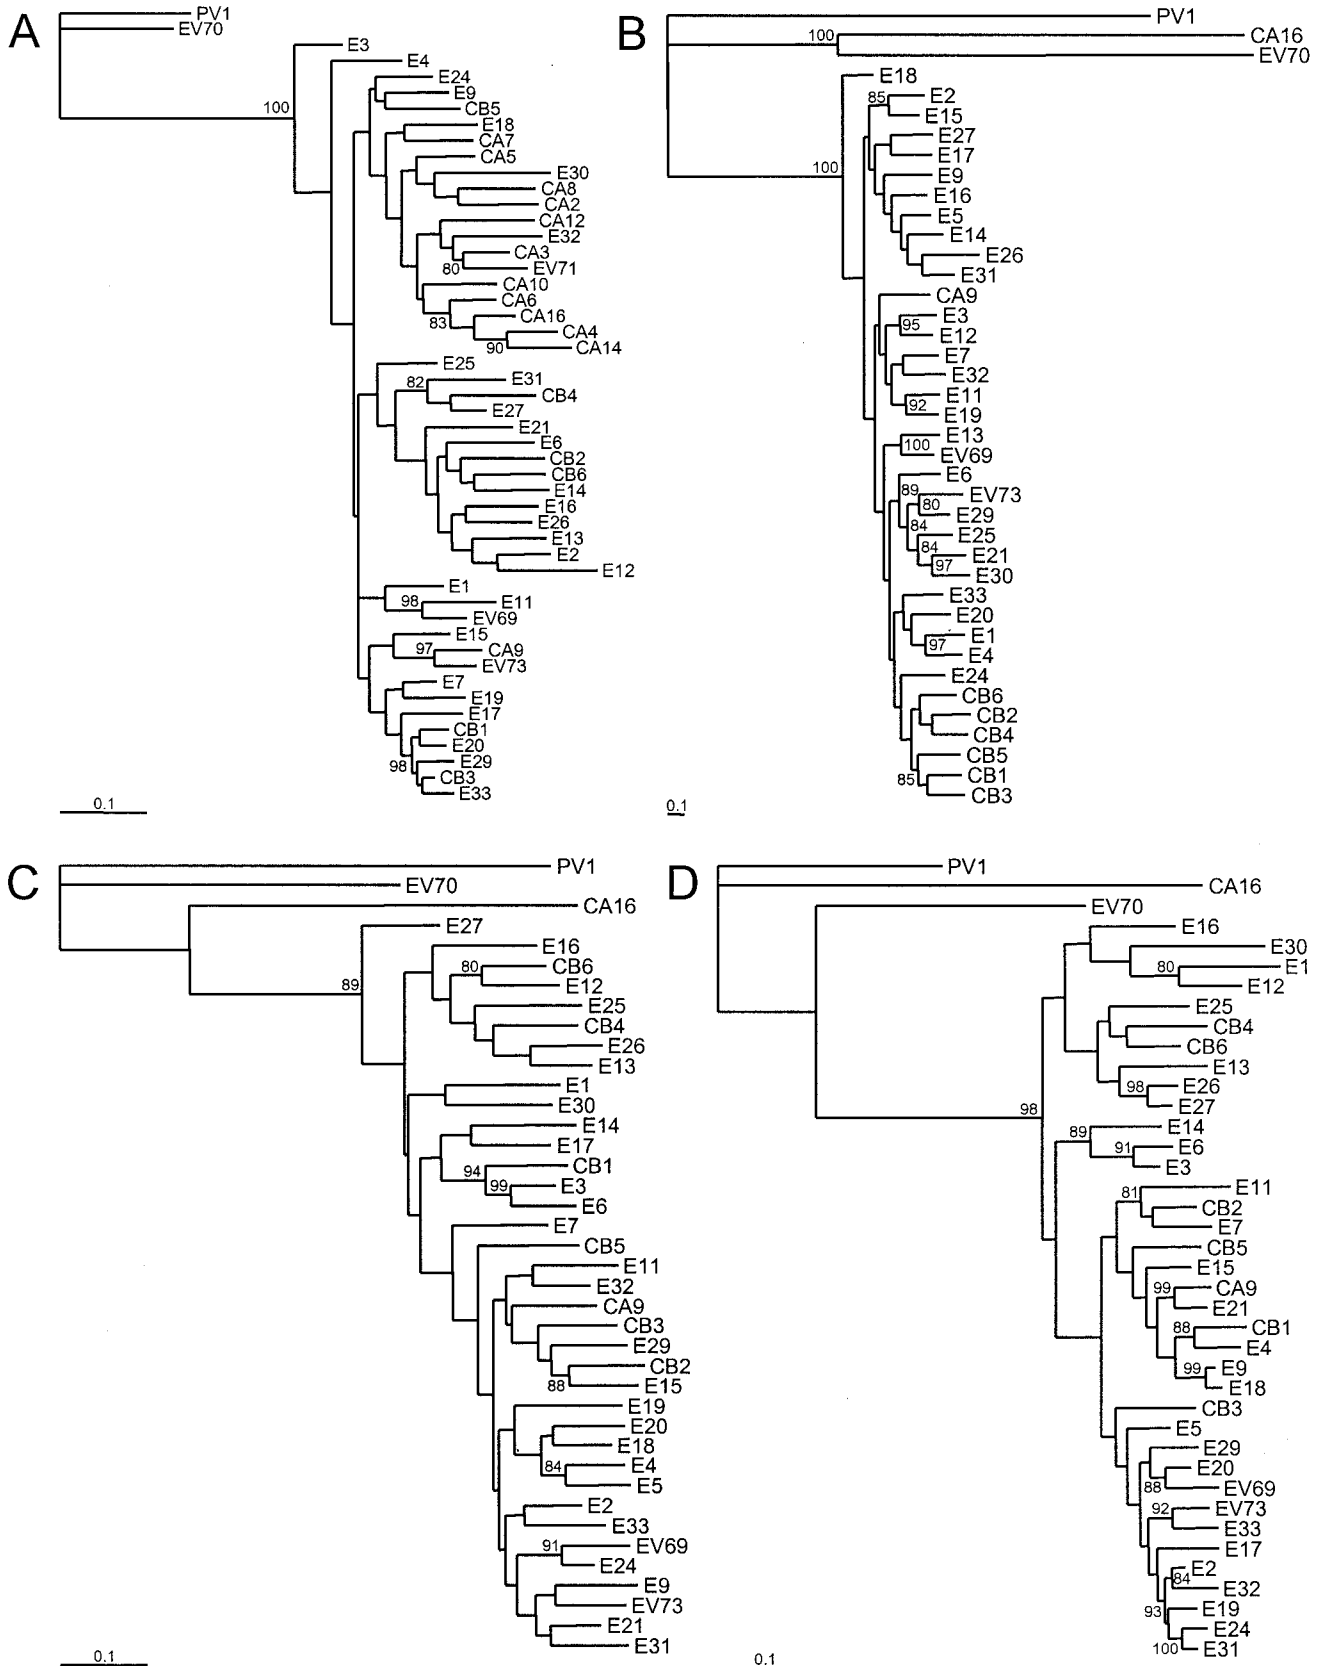 A
PV1
EV70
E3
E4
E24
E9
CB5
100
E18
CA7
CA5
E30
CA8
CA2
CA12
E32
CA3
80
EV71
CA10
CA6
83
CA16
CA4
90
CA14
E25
82
E31
CB4
E27
E21
E6
CB2
CB6
E14
E16
E26
E13
E2
E12
E1
98
E11
EV69
E15
97
CA9
EV73
E7
E19
E17
CB1
E20
98
E29
CB3
E33
0.1
B
PV1
100
CA16
EV70
E18
85
E2
E15
E27
E17
100
E9
E16
E5
E14
E26
E31
CA9
95
E3
E12
E7
E32
E11
92
E19
E13
100
EV69
E6
89
EV73
80
E29
84
E25
84
E21
97
E30
E33
E20
E1
97
E4
E24
CB6
CB2
CB4
CB5
85
CB1
CB3
0.1
C
PV1
EV70
CA16
E27
E16
80
CB6
E12
89
E25
CB4
E26
E13
E1
E30
E14
E17
94
CB1
99
E3
E6
E7
CB5
E11
E32
CA9
CB3
E29
CB2
88
E15
E19
E20
E18
84
E4
E5
E2
E33
91
EV69
E24
E9
EV73
E21
E31
0.1
D
PV1
CA16
EV70
E16
E30
80
E1
E12
E25
CB4
CB6
E13
98
E26
E27
98
89
E14
91
E6
E3
81
E11
CB2
E7
CB5
E15
99
CA9
E21
88
CB1
E4
99
E9
E18
CB3
E5
E29
E20
88
EV69
92
EV73
E33
E17
E2
84
E32
93
E19
E24
100
E31
0.1